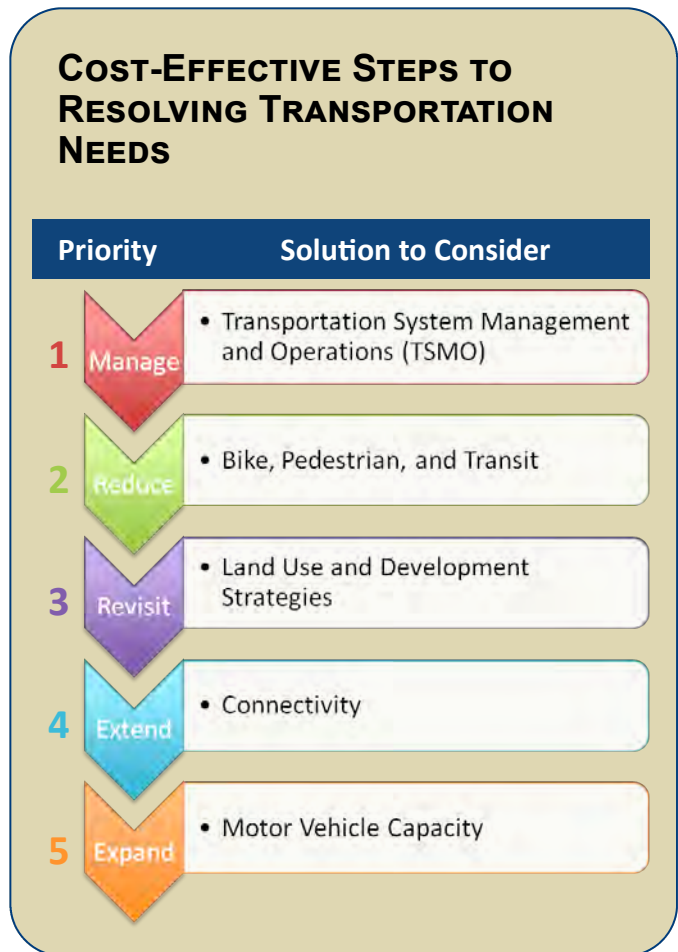 Cost-Effective Steps to
Resolving Transportation
Needs
Priority Solution to Consider
1 Manage • Transportation System Management
and Operations (TSMO)
2 Reduce • Bike, Pedestrian, and Transit
3 Revisit • Land Use and Development
Strategies
4 Extend • Connectivity
5 Expand • Motor Vehicle Capacity